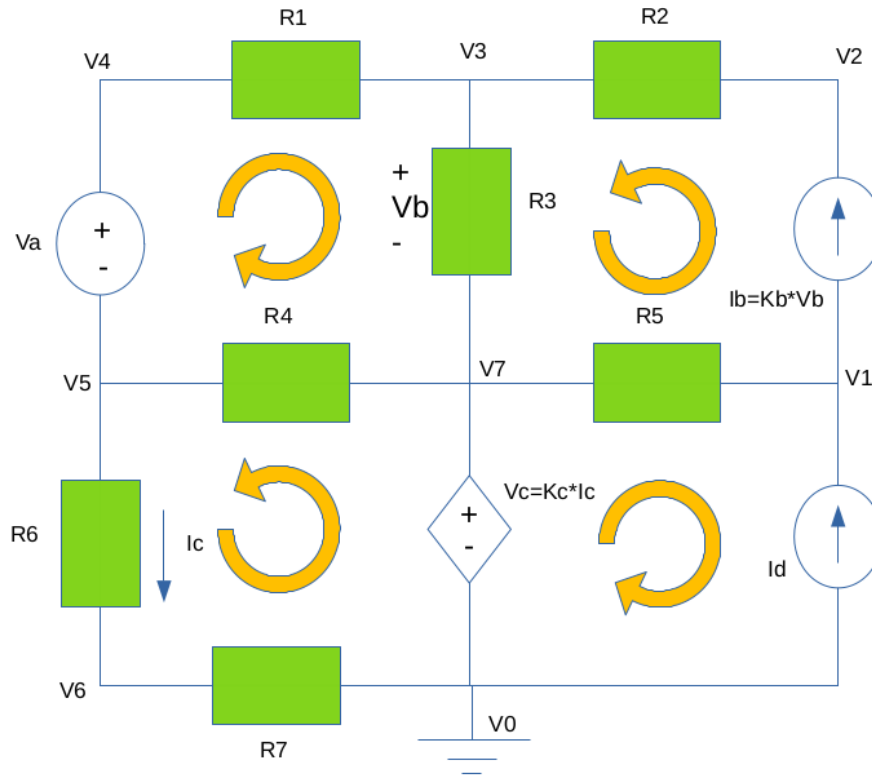 R1
R2
V4
V3
V2
+
Vb
-
R3
Va
+
-
Ib=Kb*Vb
R4
R5
V5
V7
V1
Vc=Kc*Ic
R6
Ic
+
-
Id
V6
V0
R7